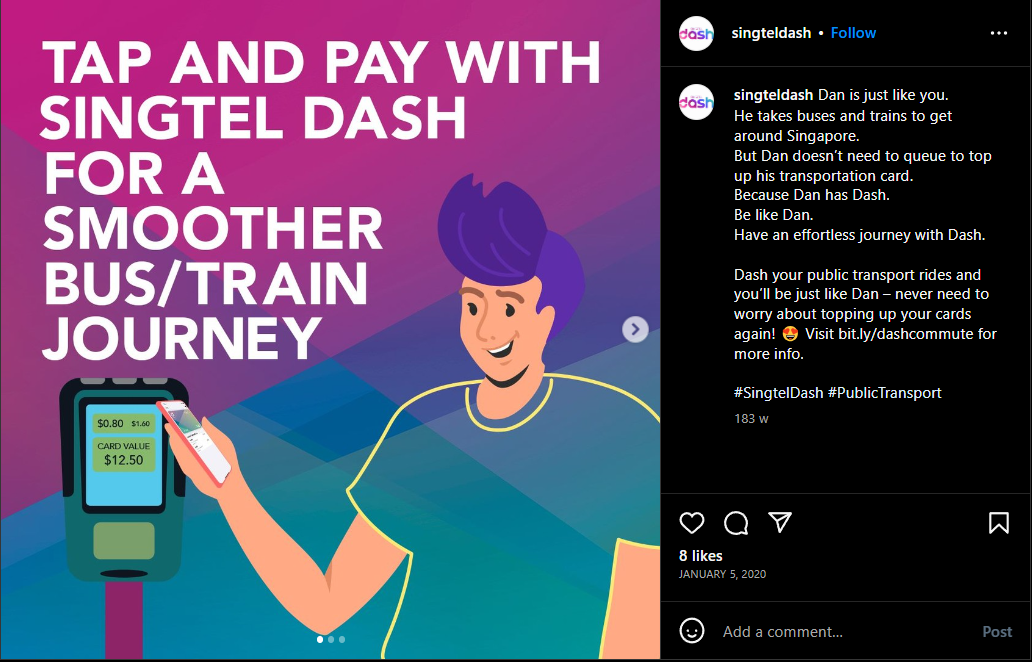 TAP AND PAY WITH
SINGTEL DASH
FOR A
SMOOTHER
BUS/TRAIN
JOURNEY
$0.80 $1.60
CARD VALUE
$12.50
dash
singteldash • Follow
dash
singteldash Dan is just like you.
He takes buses and trains to get
around Singapore.
But Dan doesn’t need to queue to top
up his transportation card.
Because Dan has Dash.
Be like Dan.
Have an effortless journey with Dash.
Dash your public transport rides and
you’ll be just like Dan – never need to
worry about topping up your cards
again! 😍 Visit bit.ly/dashcommute for
more info.
#SingtelDash #PublicTransport
183 w
8 likes
JANUARY 5, 2020
Add a comment...
Post